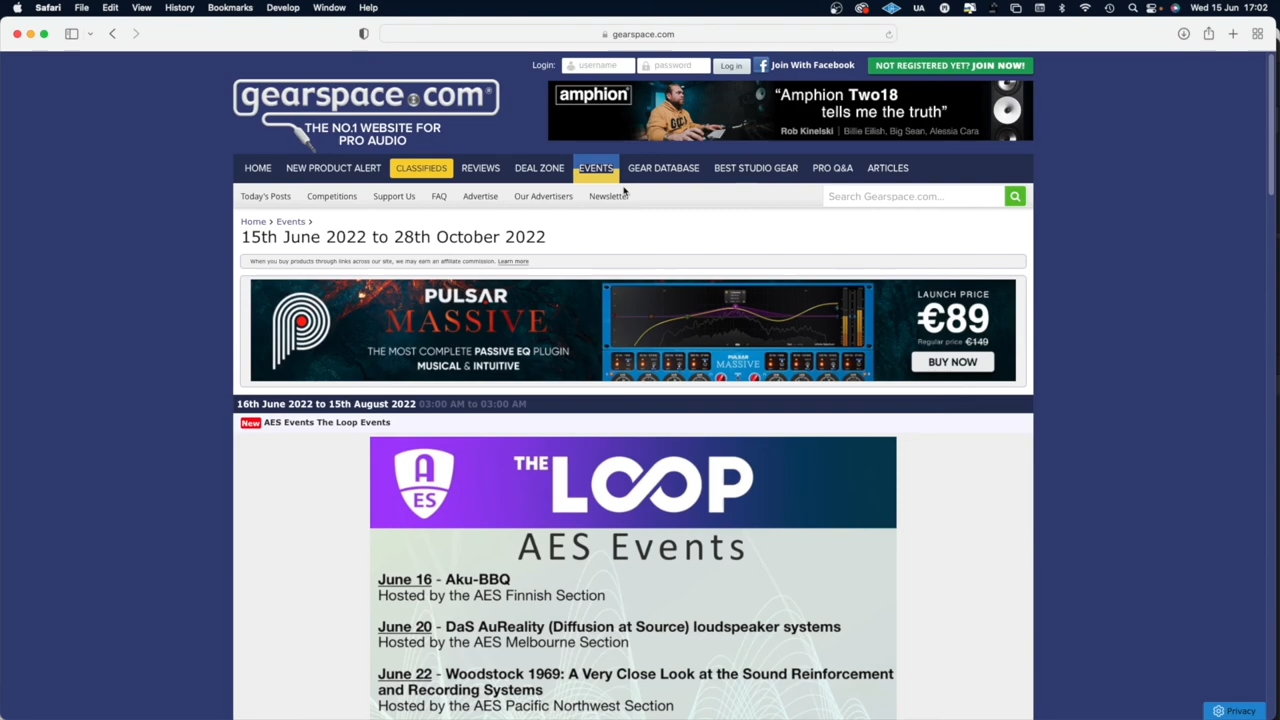 Safari File Edit View History Bookmarks Develop Window Help UA Wed 15 Jun 17:02
gearspace.com
Login: username password Log in Join With Facebook NOT REGISTERED YET? JOIN NOW!
gearspace.com
THE NO.1 WEBSITE FOR
PRO AUDIO
amphion
“Amphion Two18
tells me the truth”
Rob Kinelski | Billie Eilish, Big Sean, Alessia Cara
HOME NEW PRODUCT ALERT CLASSIFIEDS REVIEWS DEAL ZONE EVENTS GEAR DATABASE BEST STUDIO GEAR PRO Q&A ARTICLES
Today's Posts Competitions Support Us FAQ Advertise Our Advertisers Newsletter Search Gearspace.com...
Home > Events >
15th June 2022 to 28th October 2022
When you buy products through links across our site, we may earn an affiliate commission. Learn more
PULSAR
MASSIVE
THE MOST COMPLETE PASSIVE EQ PLUGIN
MUSICAL & INTUITIVE
PULSAR
MASSIVE
LAUNCH PRICE
€89
Regular price €149
BUY NOW
16th June 2022 to 15th August 2022 03:00 AM to 03:00 AM
New AES Events The Loop Events
AES
THE LOOP
AES Events
June 16 - Aku-BBQ
Hosted by the AES Finnish Section
June 20 - DaS AuReality (Diffusion at Source) loudspeaker systems
Hosted by the AES Melbourne Section
June 22 - Woodstock 1969: A Very Close Look at the Sound Reinforcement
and Recording Systems
Hosted by the AES Pacific Northwest Section
Privacy